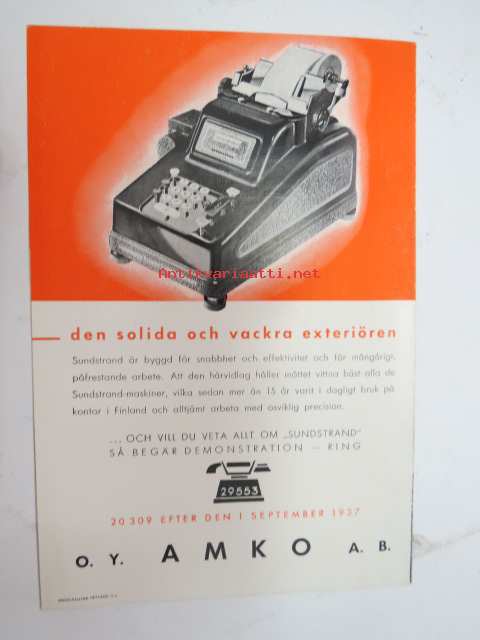 Antikvariaatti.net
den solida och vackra exteriören
Sundstrand är byggd för snabbhet och effektivitet och för mångårigt,
påfrestande arbete. Att den härvidlag håller måttet vittna bäst alla de
Sundstrand-maskiner, vilka sedan mer än 15 år varit i dagligt bruk på
kontor i Finland och alltjämt arbeta med osviklig precision.
... OCH VILL DU VETA ALLT OM „SUNDSTRAND"
SÅ BEGÄR DEMONSTRATION — RING
29553
20309 EFTER DEN 1 SEPTEMBER 1937
O. Y. AMKO A. B.